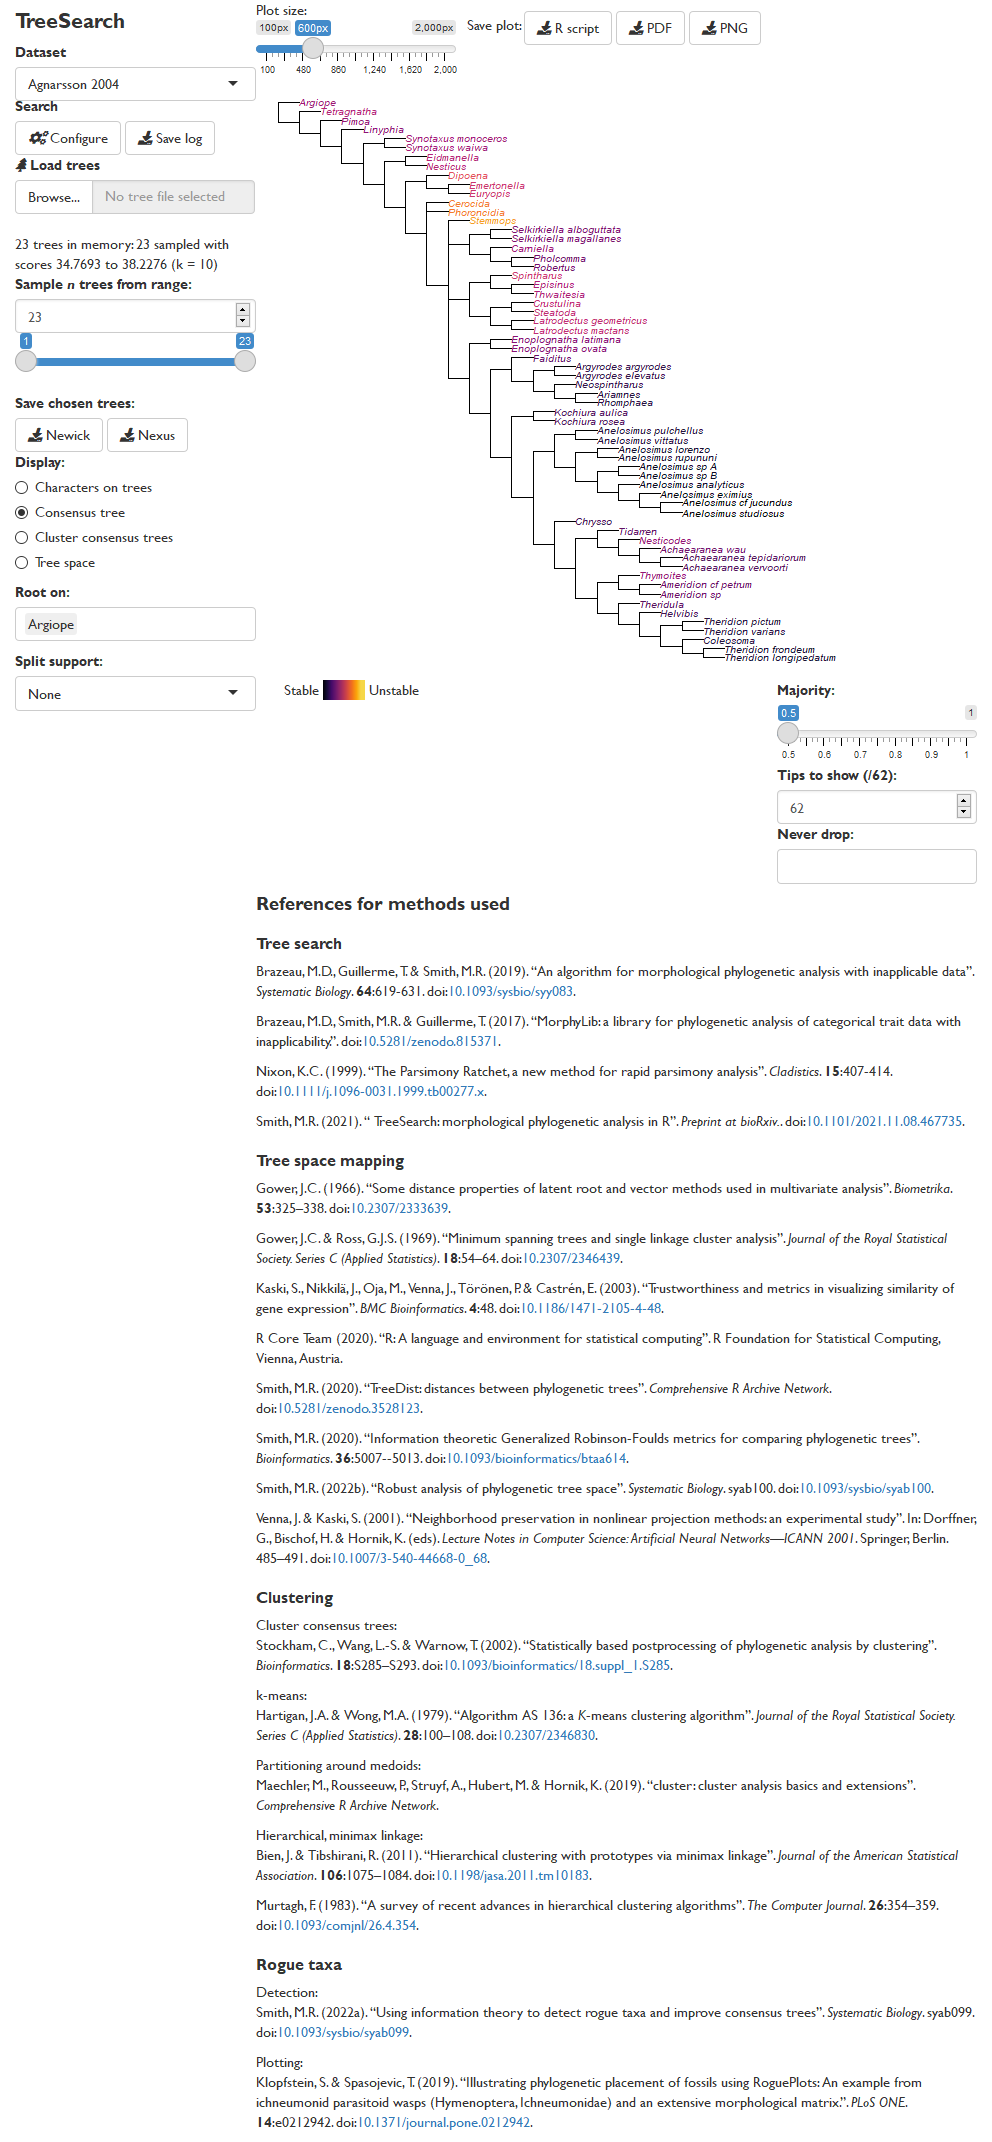 TreeSearch
Dataset
Agnarsson 2004
Search
Configure
Save log
Load trees
Browse...
No tree file selected
23 trees in memory: 23 sampled with
scores 34.7693 to 38.2276 (k = 10)
Sample n trees from range:
23
1
23
Save chosen trees:
Newick
Nexus
Display:
Characters on trees
Consensus tree
Cluster consensus trees
Tree space
Root on:
Argiope
Split support:
None
Plot size:
100px
600px
2,000px
100 480 860 1,240 1,620 2,000
Save plot:
R script
PDF
PNG
Argiope
Tetragnatha
Pimoa
Linyphia
Synotaxus monoceros
Synotaxus waiwa
Eidmanella
Nesticus
Dipoena
Emertonella
Euryopis
Cerocida
Phoroncidia
Stemmops
Selkirkiella alboguttata
Selkirkiella magallanes
Carniella
Pholcomma
Robertus
Spintharus
Episinus
Thwaitesia
Crustulina
Steatoda
Latrodectus geometricus
Latrodectus mactans
Enoplognatha latimana
Enoplognatha ovata
Faiditus
Argyrodes argyrodes
Argyrodes elevatus
Neospintharus
Ariamnes
Rhomphaea
Kochiura aulica
Kochiura rosea
Anelosimus pulchellus
Anelosimus vittatus
Anelosimus lorenzo
Anelosimus rupununi
Anelosimus sp A
Anelosimus sp B
Anelosimus analyticus
Anelosimus eximius
Anelosimus cf jucundus
Anelosimus studiosus
Chrysso
Tidarren
Nesticodes
Achaearanea wau
Achaearanea tepidariorum
Achaearanea vervoorti
Thymoites
Ameridion cf petrum
Ameridion sp
Theridula
Helvibis
Theridion pictum
Theridion varians
Coleosoma
Theridion frondeum
Theridion longipedatum
Stable
Unstable
Majority:
0.5
1
0.5 0.6 0.7 0.8 0.9 1
Tips to show (/62):
62
Never drop:
References for methods used
Tree search
Brazeau, M.D., Guillerme, T. & Smith, M.R. (2019). “An algorithm for morphological phylogenetic analysis with inapplicable data”.
Systematic Biology. 64:619-631. doi:10.1093/sysbio/syy083.
Brazeau, M.D., Smith, M.R. & Guillerme, T. (2017). “MorphyLib: a library for phylogenetic analysis of categorical trait data with
inapplicability.”. doi:10.5281/zenodo.815371.
Nixon, K.C. (1999). “The Parsimony Ratchet, a new method for rapid parsimony analysis”. Cladistics. 15:407-414.
doi:10.1111/j.1096-0031.1999.tb00277.x.
Smith, M.R. (2021). “ TreeSearch: morphological phylogenetic analysis in R”. Preprint at bioRxiv.. doi:10.1101/2021.11.08.467735.
Tree space mapping
Gower, J.C. (1966). “Some distance properties of latent root and vector methods used in multivariate analysis”. Biometrika.
53:325–338. doi:10.2307/2333639.
Gower, J.C. & Ross, G.J.S. (1969). “Minimum spanning trees and single linkage cluster analysis”. Journal of the Royal Statistical
Society. Series C (Applied Statistics). 18:54–64. doi:10.2307/2346439.
Kaski, S., Nikkilä, J., Oja, M., Venna, J., Törönen, P. & Castrén, E. (2003). “Trustworthiness and metrics in visualizing similarity of
gene expression”. BMC Bioinformatics. 4:48. doi:10.1186/1471-2105-4-48.
R Core Team (2020). “R: A language and environment for statistical computing”. R Foundation for Statistical Computing,
Vienna, Austria.
Smith, M.R. (2020). “TreeDist: distances between phylogenetic trees”. Comprehensive R Archive Network.
doi:10.5281/zenodo.3528123.
Smith, M.R. (2020). “Information theoretic Generalized Robinson-Foulds metrics for comparing phylogenetic trees”.
Bioinformatics. 36:5007--5013. doi:10.1093/bioinformatics/btaa614.
Smith, M.R. (2022b). “Robust analysis of phylogenetic tree space”. Systematic Biology. syab100. doi:10.1093/sysbio/syab100.
Venna, J. & Kaski, S. (2001). “Neighborhood preservation in nonlinear projection methods: an experimental study”. In: Dorffner,
G., Bischof, H. & Hornik, K. (eds). Lecture Notes in Computer Science: Artificial Neural Networks—ICANN 2001. Springer, Berlin.
485–491. doi:10.1007/3-540-44668-0_68.
Clustering
Cluster consensus trees:
Stockham, C., Wang, L.-S. & Warnow, T. (2002). “Statistically based postprocessing of phylogenetic analysis by clustering”.
Bioinformatics. 18:S285–S293. doi:10.1093/bioinformatics/18.suppl_1.S285.
k-means:
Hartigan, J.A. & Wong, M.A. (1979). “Algorithm AS 136: a K-means clustering algorithm”. Journal of the Royal Statistical Society.
Series C (Applied Statistics). 28:100–108. doi:10.2307/2346830.
Partitioning around medoids:
Maechler, M., Rousseeuw, P., Struyf, A., Hubert, M. & Hornik, K. (2019). “cluster: cluster analysis basics and extensions”.
Comprehensive R Archive Network.
Hierarchical, minimax linkage:
Bien, J. & Tibshirani, R. (2011). “Hierarchical clustering with prototypes via minimax linkage”. Journal of the American Statistical
Association. 106:1075–1084. doi:10.1198/jasa.2011.tm10183.
Murtagh, F. (1983). “A survey of recent advances in hierarchical clustering algorithms”. The Computer Journal. 26:354–359.
doi:10.1093/comjnl/26.4.354.
Rogue taxa
Detection:
Smith, M.R. (2022a). “Using information theory to detect rogue taxa and improve consensus trees”. Systematic Biology. syab099.
doi:10.1093/sysbio/syab099.
Plotting:
Klopfstein, S. & Spasojevic, T. (2019). “Illustrating phylogenetic placement of fossils using RoguePlots: An example from
ichneumonid parasitoid wasps (Hymenoptera, Ichneumonidae) and an extensive morphological matrix.”. PLoS ONE.
14:e0212942. doi:10.1371/journal.pone.0212942.